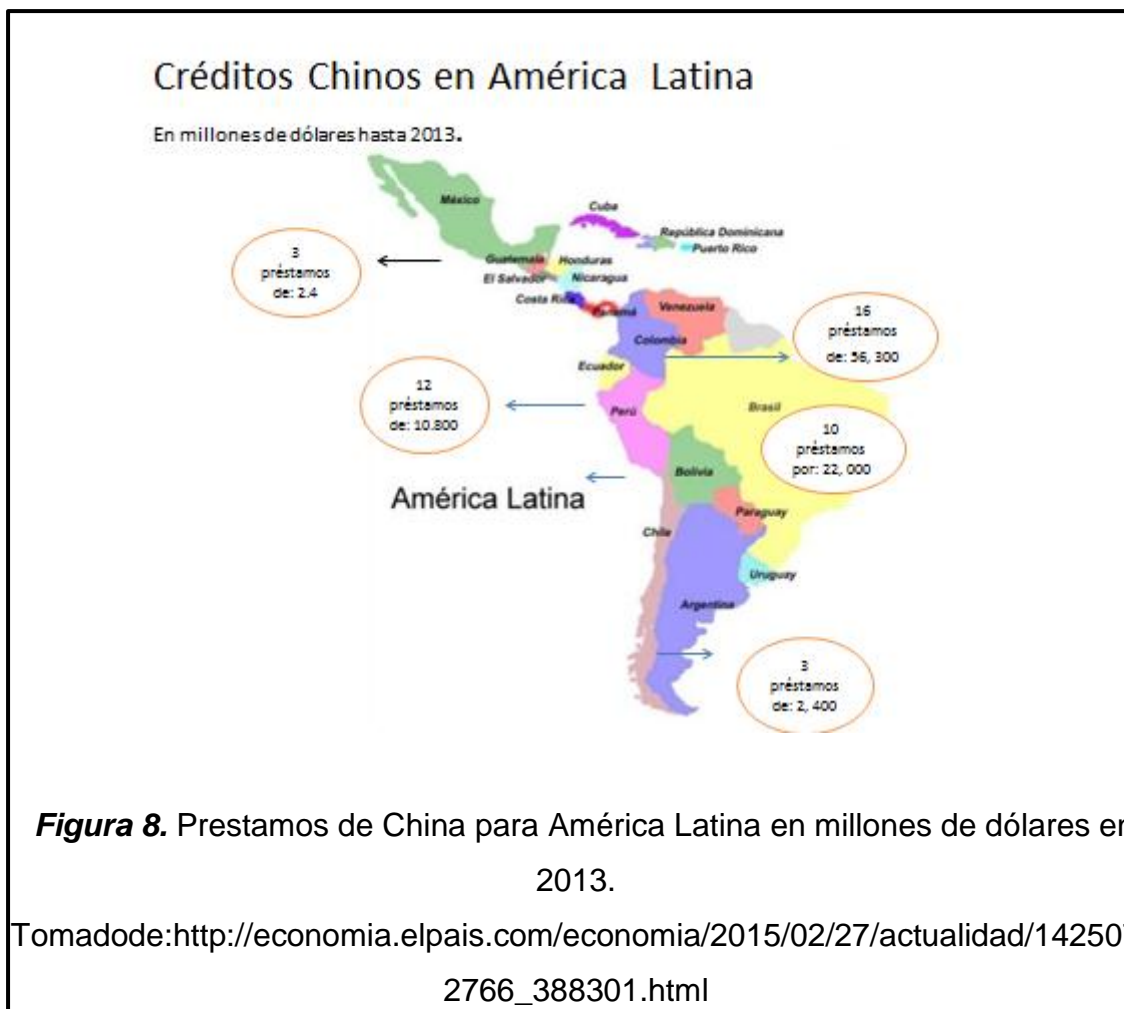 Créditos Chinos en América Latina
En millones de dólares hasta 2013.
México
Cuba
República Dominicana
Puerto Rico
Guatemala
Honduras
El Salvador
Nicaragua
Costa Rica
Panamá
Venezuela
Colombia
Ecuador
Perú
Brasil
Bolivia
Paraguay
Chile
Uruguay
Argentina
3
préstamos
de: 2.4
16
préstamos
de: 56, 300
12
préstamos
de: 10.800
10
préstamos
por: 22, 000
América Latina
3
préstamos
de: 2, 400
Figura 8. Prestamos de China para América Latina en millones de dólares en
2013.
Tomadode:http://economia.elpais.com/economia/2015/02/27/actualidad/142507
2766_388301.html